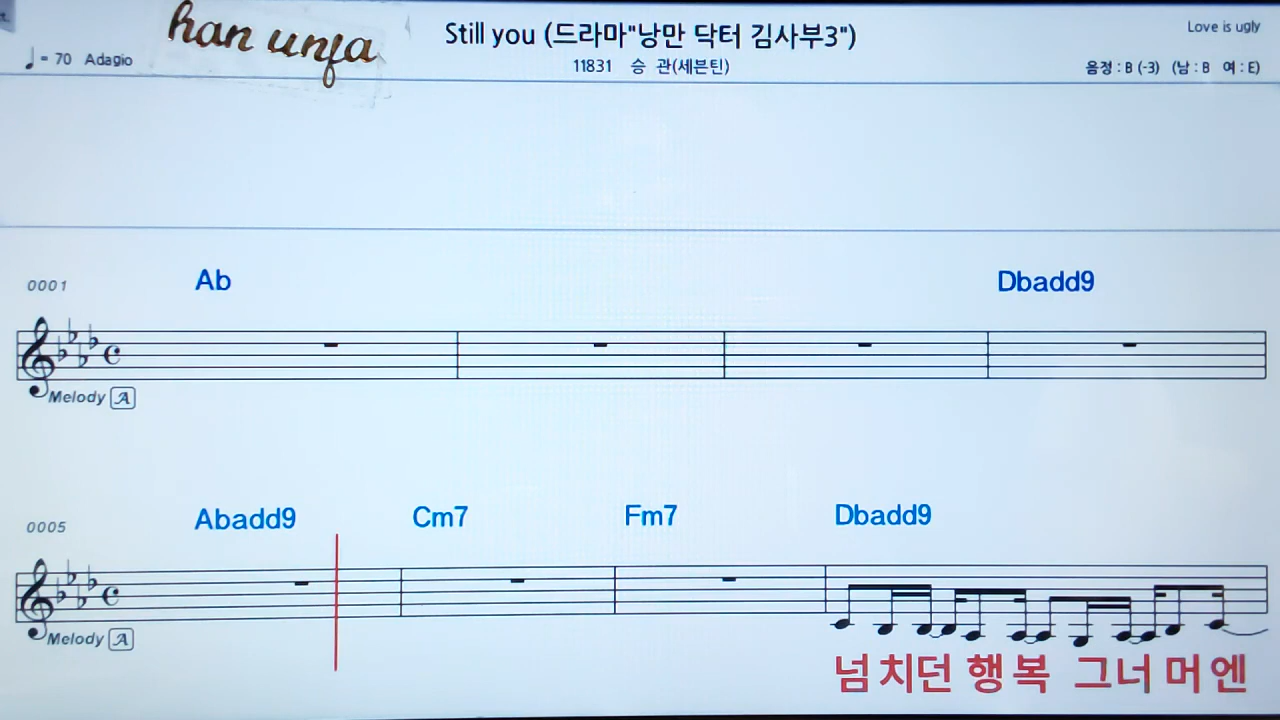 han unfa
Still you (드라마"낭만 닥터 김사부3")
Love is ugly
♩= 70 Adagio
11831 승 관(세븐틴)
음정 : B (-3) (남 : B 여 : E)
0001
Ab
Dbadd9
Melody A
0005
Abadd9 Cm7 Fm7 Dbadd9
Melody A
넘 치던 행 복 그너 머 엔